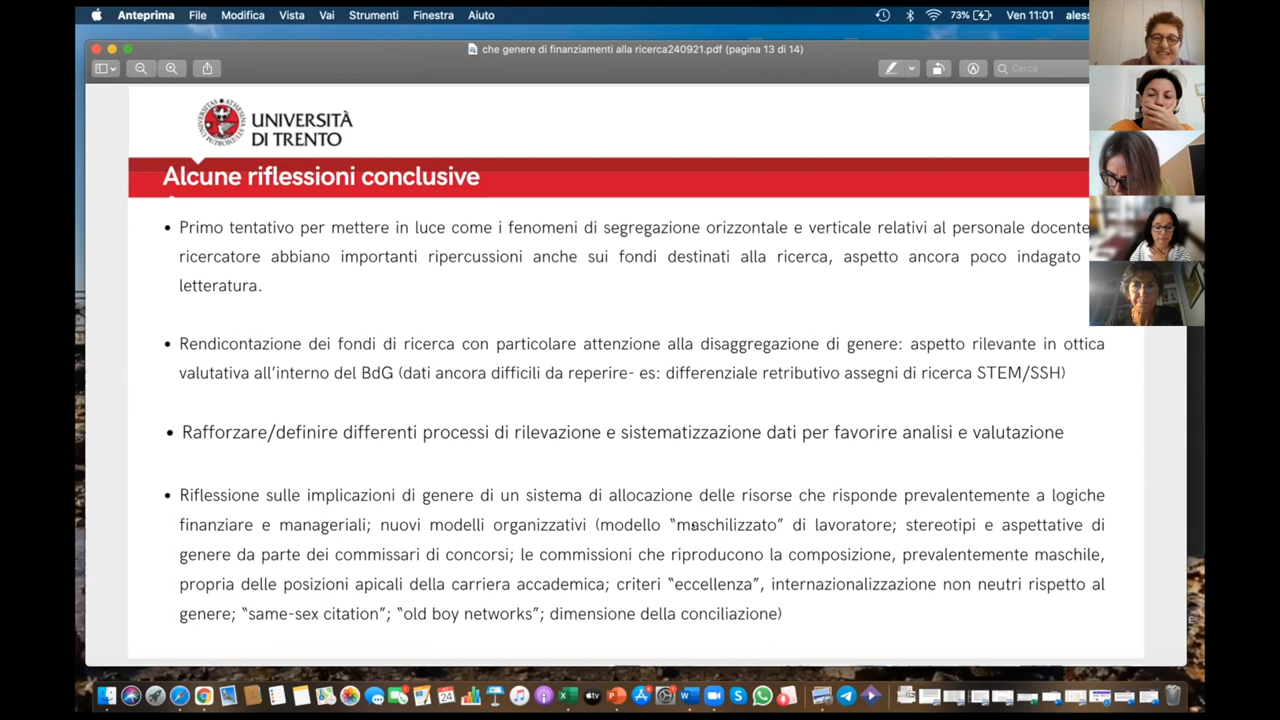 Anteprima File Modifica Vista Vai Strumenti Finestra Aiuto 73% Ven 11:01 aless
che genere di finanziamenti alla ricerca240921.pdf (pagina 13 di 14)
Cerca
UNIVERSITÀ
DI TRENTO
Alcune riflessioni conclusive
• Primo tentativo per mettere in luce come i fenomeni di segregazione orizzontale e verticale relativi al personale docente
ricercatore abbiano importanti ripercussioni anche sui fondi destinati alla ricerca, aspetto ancora poco indagato
letteratura.
• Rendicontazione dei fondi di ricerca con particolare attenzione alla disaggregazione di genere: aspetto rilevante in ottica
valutativa all’interno del BdG (dati ancora difficili da reperire- es: differenziale retributivo assegni di ricerca STEM/SSH)
• Rafforzare/definire differenti processi di rilevazione e sistematizzazione dati per favorire analisi e valutazione
• Riflessione sulle implicazioni di genere di un sistema di allocazione delle risorse che risponde prevalentemente a logiche
finanziare e manageriali; nuovi modelli organizzativi (modello “maschilizzato” di lavoratore; stereotipi e aspettative di
genere da parte dei commissari di concorsi; le commissioni che riproducono la composizione, prevalentemente maschile,
propria delle posizioni apicali della carriera accademica; criteri “eccellenza”, internazionalizzazione non neutri rispetto al
genere; “same-sex citation”; “old boy networks”; dimensione della conciliazione)